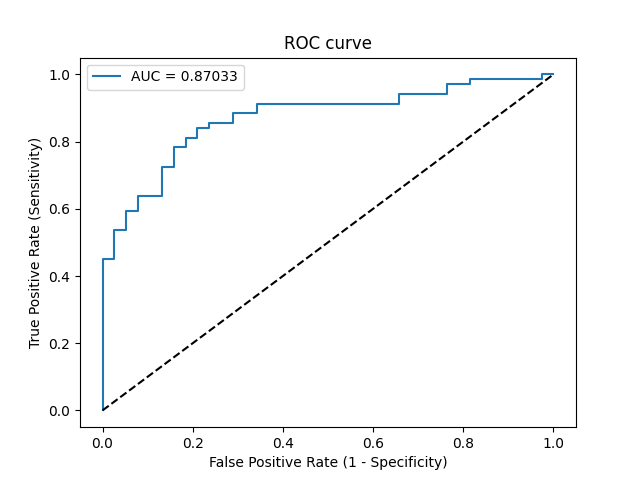 ROC curve
AUC = 0.87033
True Positive Rate (Sensitivity)
1.0
0.8
0.6
0.4
0.2
0.0
0.0 0.2 0.4 0.6 0.8 1.0
False Positive Rate (1 - Specificity)